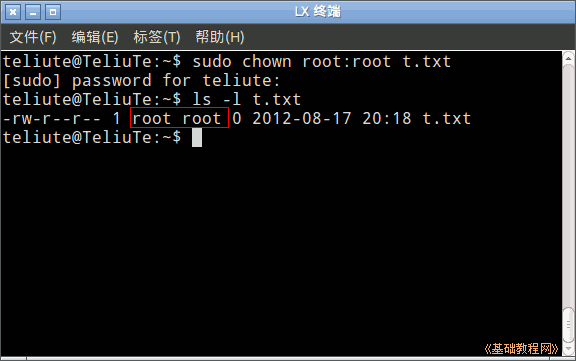 LX 终端
文件(F) 编辑(E) 标签(T) 帮助(H)
teliute@TeliuTe:~$ sudo chown root:root t.txt
[sudo] password for teliute:
teliute@TeliuTe:~$ ls -l t.txt
-rw-r--r-- 1 root root 0 2012-08-17 20:18 t.txt
teliute@TeliuTe:~$
《基础教程网》